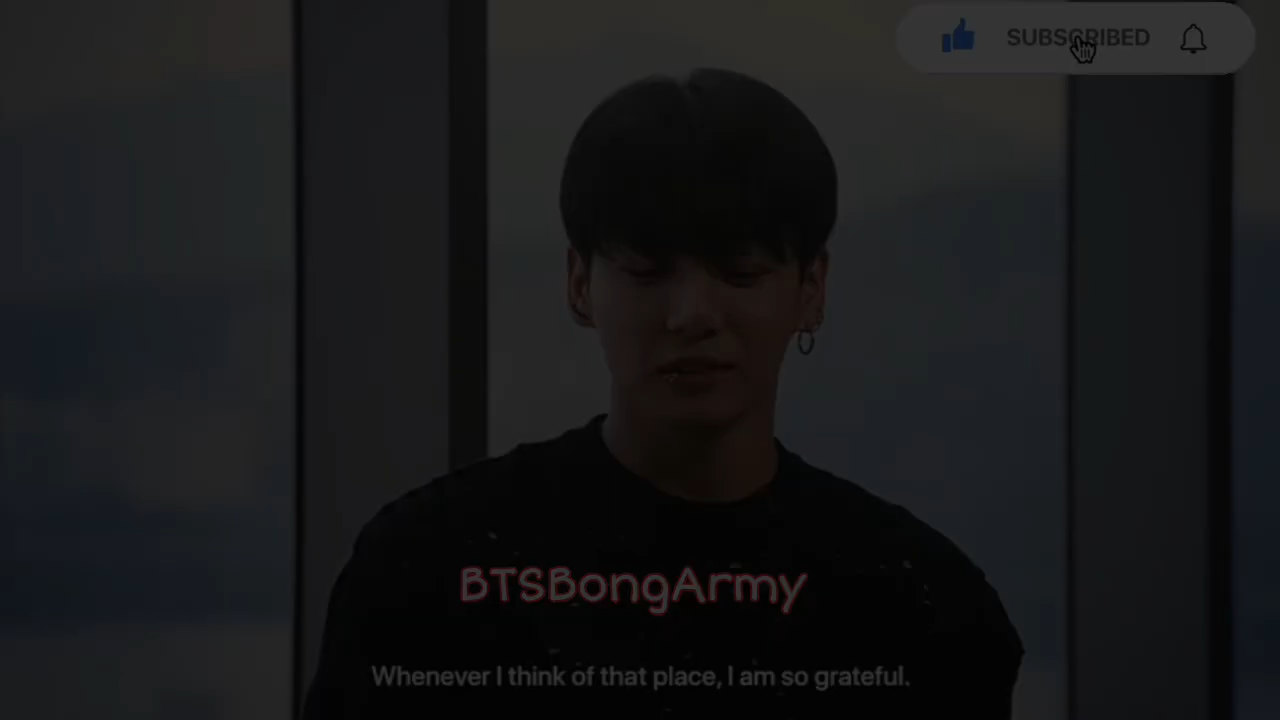 SUBSCRIBED
BTSBongArmy
Whenever I think of that place, I am so grateful.